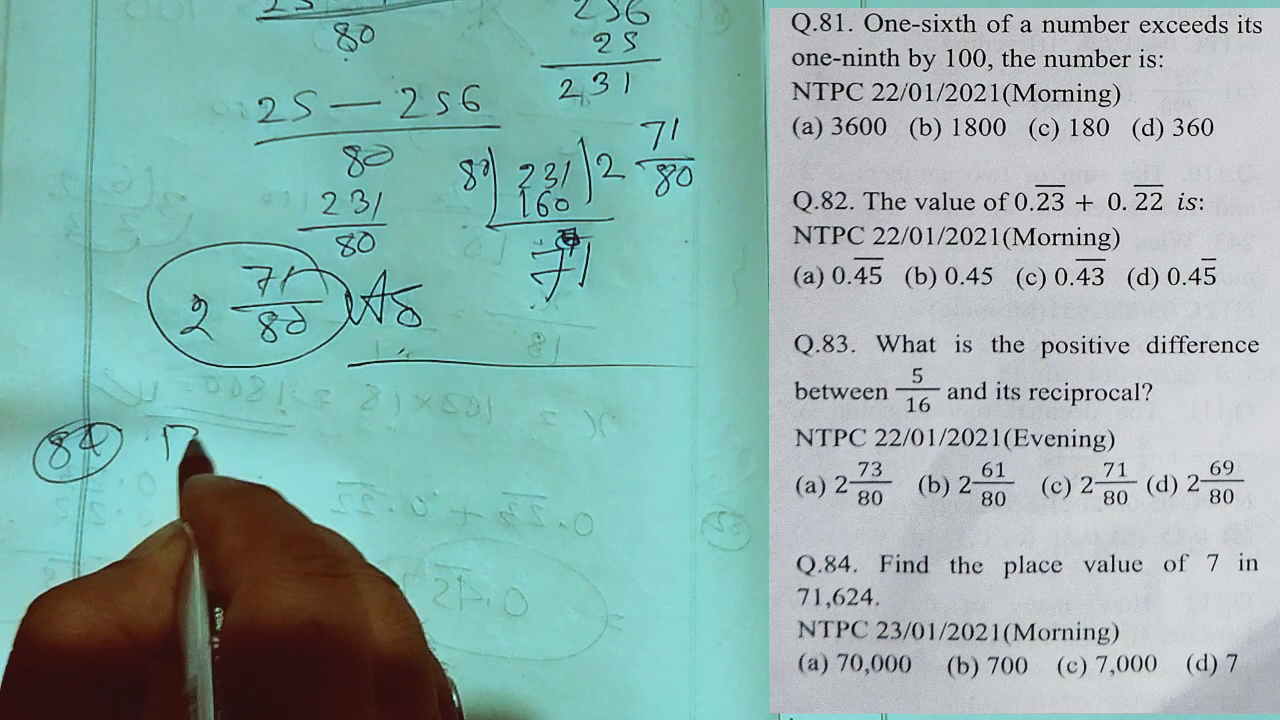 80
256
25
231
25 — 256
80
231
80
80) 231 ) 2 71/80
160
71
2 71/80 As
84
Q.81. One-sixth of a number exceeds its
one-ninth by 100, the number is:
NTPC 22/01/2021(Morning)
(a) 3600 (b) 1800 (c) 180 (d) 360
Q.82. The value of 0.2̅3̅ + 0. 2̅2̅ is:
NTPC 22/01/2021(Morning)
(a) 0.4̅5̅ (b) 0.45 (c) 0.4̅3̅ (d) 0.45̅
Q.83. What is the positive difference
between 5/16 and its reciprocal?
NTPC 22/01/2021(Evening)
(a) 2 73/80 (b) 2 61/80 (c) 2 71/80 (d) 2 69/80
Q.84. Find the place value of 7 in
71,624.
NTPC 23/01/2021(Morning)
(a) 70,000 (b) 700 (c) 7,000 (d) 7